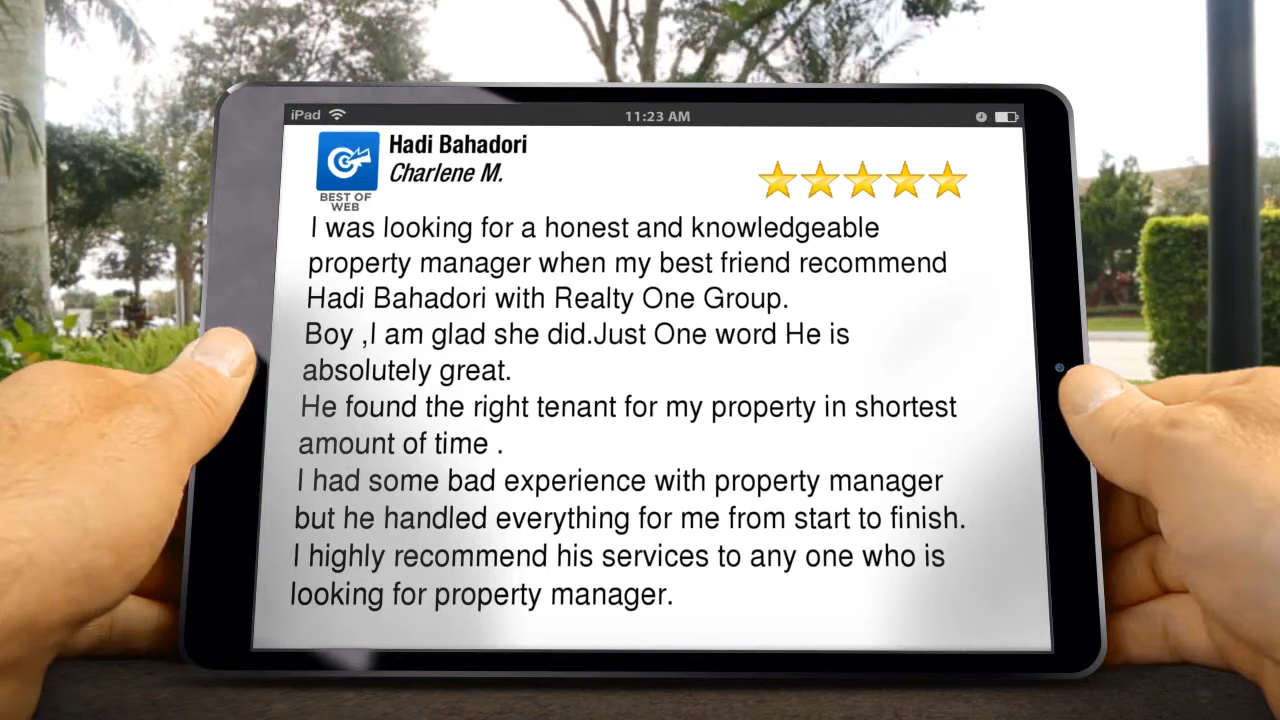 iPad 11:23 AM
Hadi Bahadori
Charlene M.
BEST OF
WEB
I was looking for a honest and knowledgeable
property manager when my best friend recommend
Hadi Bahadori with Realty One Group.
Boy ,I am glad she did.Just One word He is
absolutely great.
He found the right tenant for my property in shortest
amount of time .
I had some bad experience with property manager
but he handled everything for me from start to finish.
I highly recommend his services to any one who is
looking for property manager.